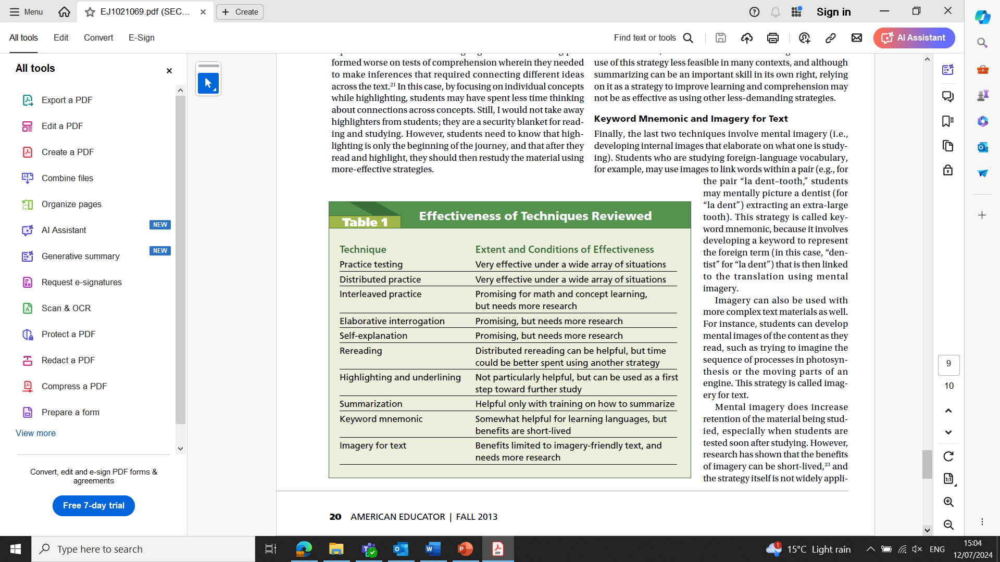 Menu
EJ1021069.pdf (SEC...
Create
Sign in
All tools
Edit
Convert
E-Sign
Find text or tools
AI Assistant
All tools
Export a PDF
Edit a PDF
Create a PDF
Combine files
Organize pages
AI Assistant
NEW
Generative summary
NEW
Request e-signatures
Scan & OCR
Protect a PDF
Redact a PDF
Compress a PDF
Prepare a form
View more
Convert, edit and e-sign PDF forms &
agreements
Free 7-day trial
formed worse on tests of comprehension wherein they needed
to make inferences that required connecting different ideas
across the text.²¹ In this case, by focusing on individual concepts
while highlighting, students may have spent less time thinking
about connections across concepts. Still, I would not take away
highlighters from students; they are a security blanket for read-
ing and studying. However, students need to know that high-
lighting is only the beginning of the journey, and that after they
read and highlight, they should then restudy the material using
more-effective strategies.
use of this strategy less feasible in many contexts, and although
summarizing can be an important skill in its own right, relying
on it as a strategy to improve learning and comprehension may
not be as effective as using other less-demanding strategies.
Keyword Mnemonic and Imagery for Text
Finally, the last two techniques involve mental imagery (i.e.,
developing internal images that elaborate on what one is study-
ing). Students who are studying foreign-language vocabulary,
for example, may use images to link words within a pair (e.g., for
the pair “la dent–tooth,” students
may mentally picture a dentist (for
“la dent”) extracting an extra-large
tooth). This strategy is called key-
word mnemonic, because it involves
developing a keyword to represent
the foreign term (in this case, “den-
tist” for “la dent”) that is then linked
to the translation using mental
imagery.
Imagery can also be used with
more complex text materials as well.
For instance, students can develop
mental images of the content as they
read, such as trying to imagine the
sequence of processes in photosyn-
thesis or the moving parts of an
engine. This strategy is called imag-
ery for text.
Mental imagery does increase
retention of the material being stud-
ied, especially when students are
tested soon after studying. However,
research has shown that the benefits
of imagery can be short-lived,²³ and
the strategy itself is not widely appli-
Table 1
Effectiveness of Techniques Reviewed
Technique Extent and Conditions of Effectiveness
Practice testing Very effective under a wide array of situations
Distributed practice Very effective under a wide array of situations
Interleaved practice Promising for math and concept learning,
but needs more research
Elaborative interrogation Promising, but needs more research
Self-explanation Promising, but needs more research
Rereading Distributed rereading can be helpful, but time
could be better spent using another strategy
Highlighting and underlining Not particularly helpful, but can be used as a first
step toward further study
Summarization Helpful only with training on how to summarize
Keyword mnemonic Somewhat helpful for learning languages, but
benefits are short-lived
Imagery for text Benefits limited to imagery-friendly text, and
needs more research
20 AMERICAN EDUCATOR | FALL 2013
9
10
1:1
Type here to search
1
15°C Light rain
ENG
15:04
12/07/2024